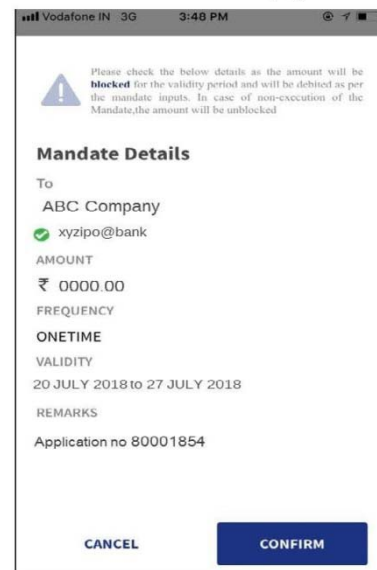 Vodafone IN 3G 3:48 PM
Please check the below details as the amount will be
blocked for the validity period and will be debited as per
the mandate inputs. In case of non-execution of the
Mandate,the amount will be unblocked
Mandate Details
To
ABC Company
xyzipo@bank
AMOUNT
₹ 0000.00
FREQUENCY
ONETIME
VALIDITY
20 JULY 2018 to 27 JULY 2018
REMARKS
Application no 80001854
CANCEL CONFIRM